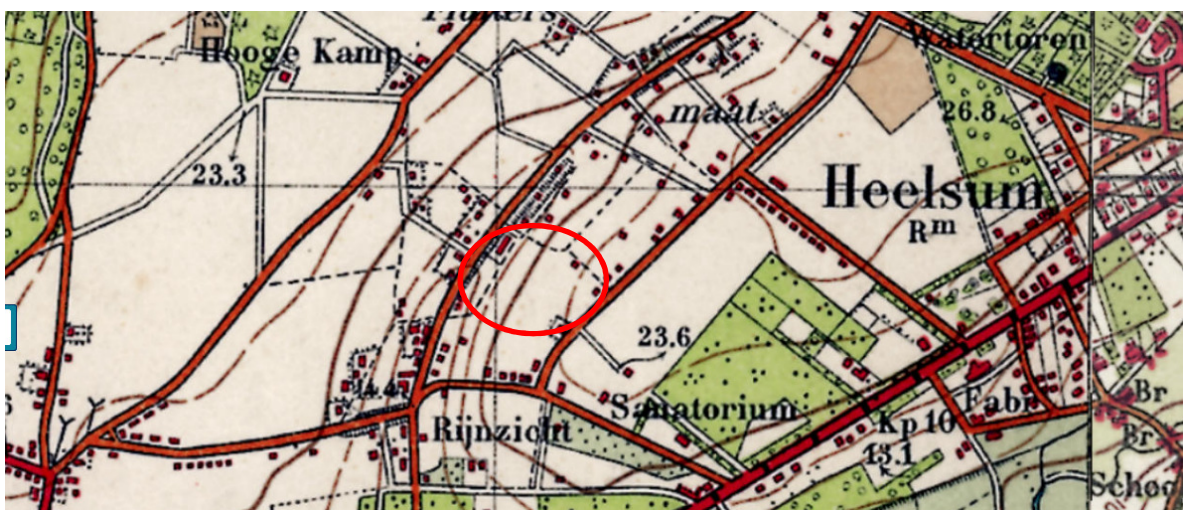 Hooge Kamp
Watertoren
maat
26.8
23.3
Heelsum
Rm
23.6
Sanatorium
Rijnzicht
Kp 10
Fabr
Br
Br
13.1
Schoo